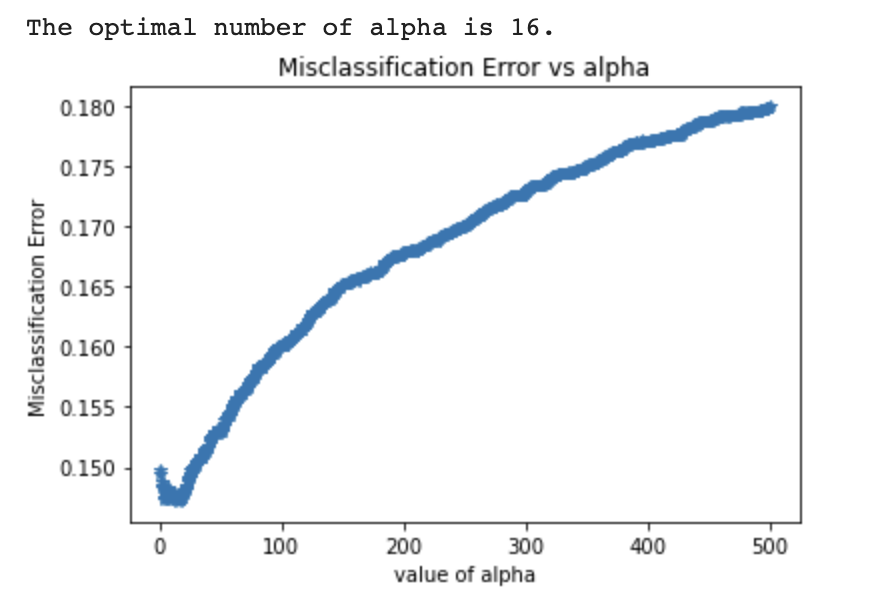 The optimal number of alpha is 16.
Misclassification Error vs alpha
0.180
0.175
0.170
0.165
0.160
0.155
0.150
Misclassification Error
0 100 200 300 400 500
value of alpha